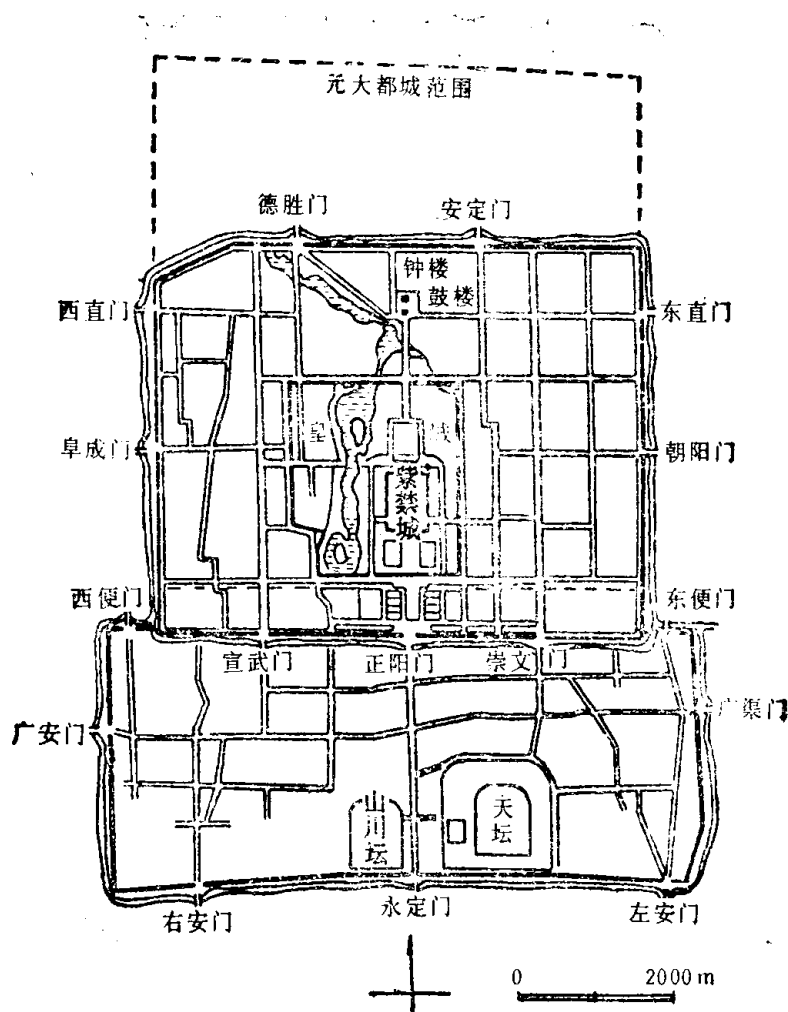 元大都城范围
德胜门
安定门
钟楼
鼓楼
西直门
东直门
皇城
阜成门
朝阳门
紫禁城
西便门
东便门
宣武门
正阳门
崇文门
广安门
广渠门
山川坛
天坛
右安门
永定门
左安门
0 2000m